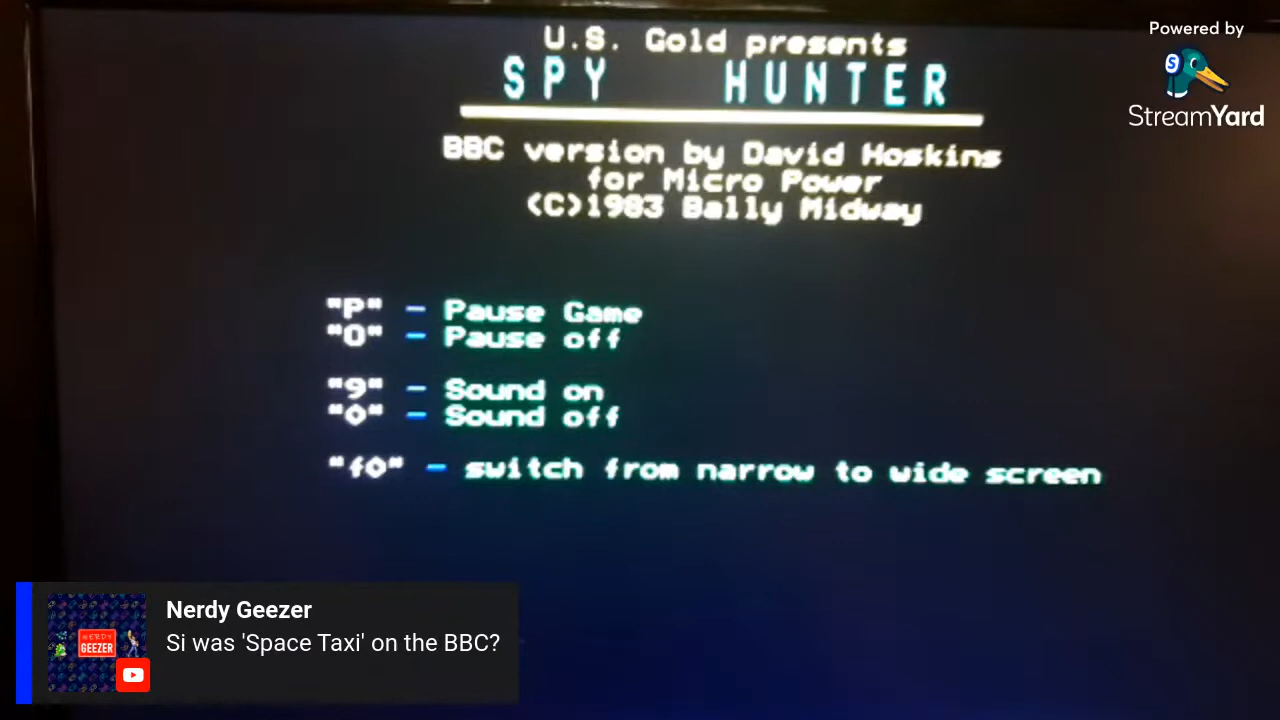 U.S. Gold presents
SPY HUNTER
BBC version by David Hoskins
for Micro Power
(C)1983 Bally Midway
"P" - Pause Game
"O" - Pause off
"9" - Sound on
"0" - Sound off
"f0" - switch from narrow to wide screen
Powered by
S
StreamYard
NERDY
GEEZER
Nerdy Geezer
Si was 'Space Taxi' on the BBC?